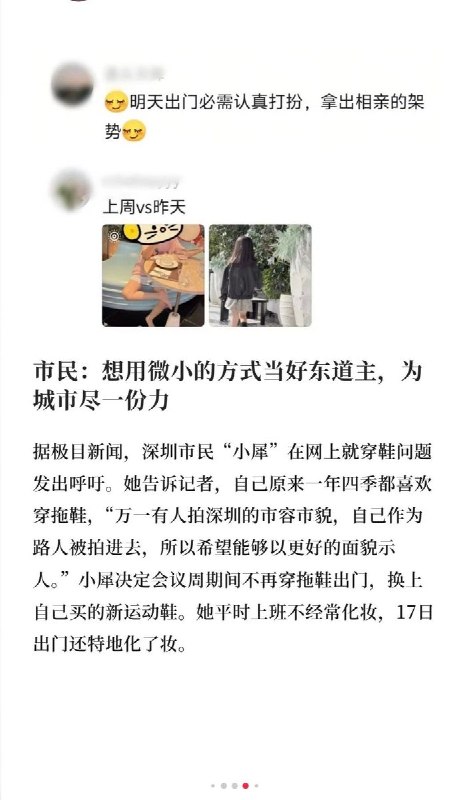 😌明天出门必需认真打扮，拿出相亲的架
势😌
上周vs昨天
市民：想用微小的方式当好东道主，为
城市尽一份力
据极目新闻，深圳市民“小犀”在网上就穿鞋问题
发出呼吁。她告诉记者，自己原来一年四季都喜欢
穿拖鞋，“万一有人拍深圳的市容市貌，自己作为
路人被拍进去，所以希望能够以更好的面貌示
人。”小犀决定会议周期间不再穿拖鞋出门，换上
自己买的新运动鞋。她平时上班不经常化妆，17日
出门还特地化了妆。